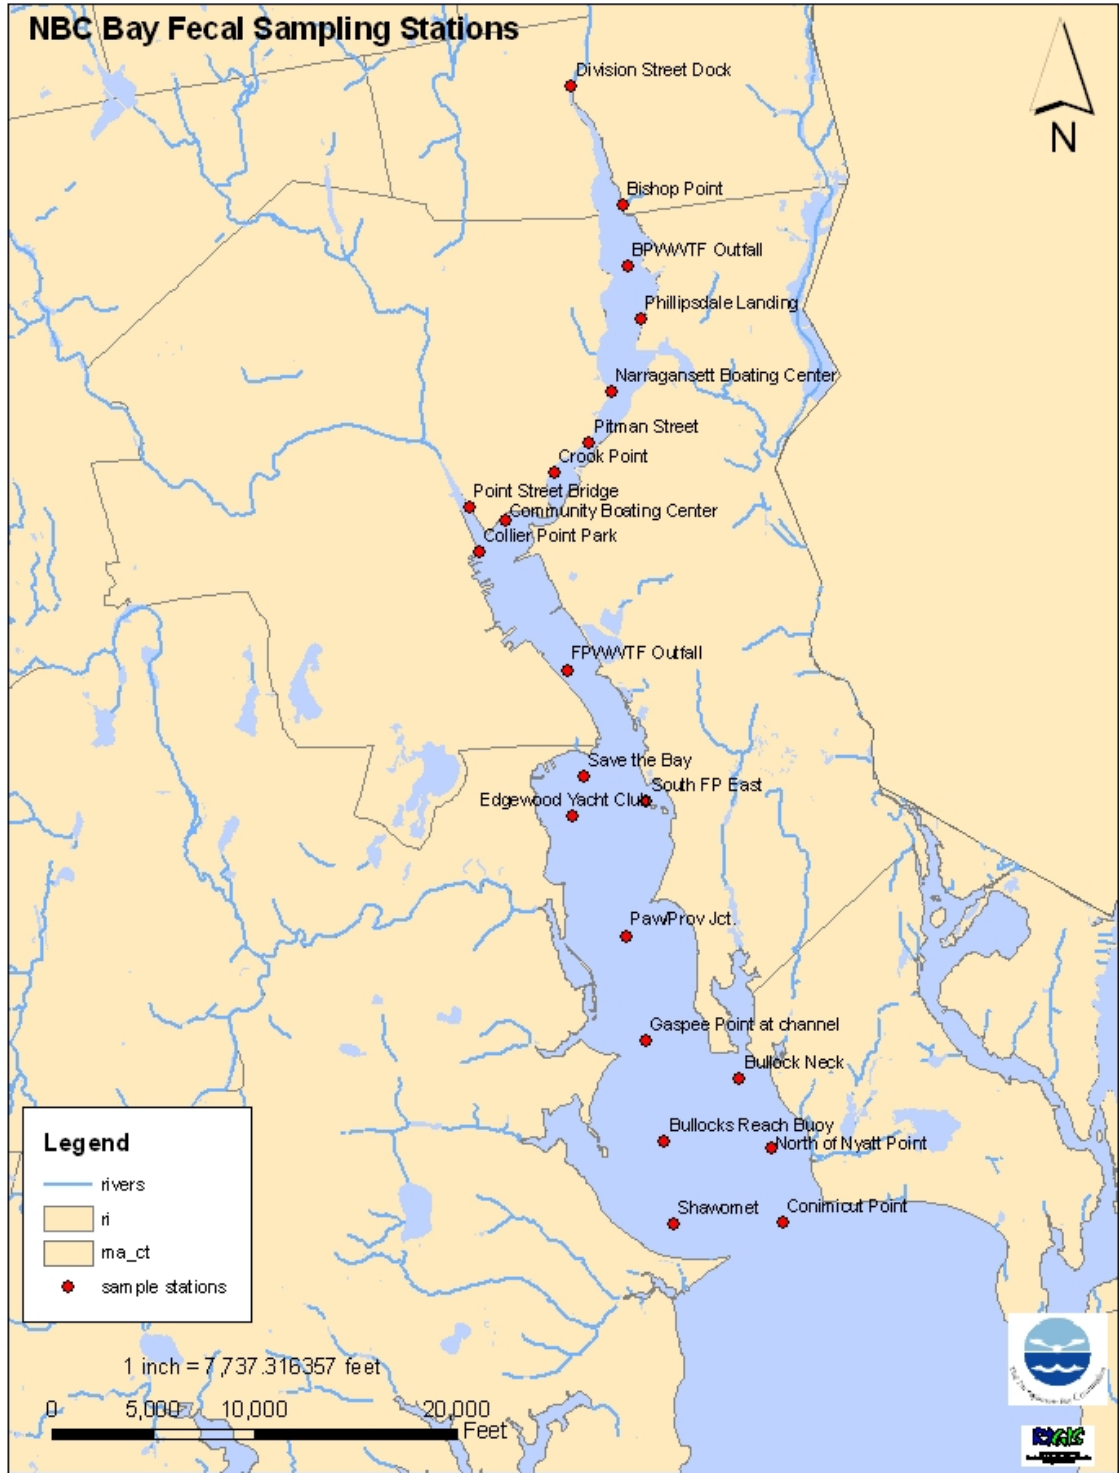 NBC Bay Fecal Sampling Stations
N
Division Street Dock
Bishop Point
BPWWTF Outfall
Phillipsdale Landing
Narragansett Boating Center
Pitman Street
Crook Point
Point Street Bridge
Community Boating Center
Collier Point Park
FPWWTF Outfall
Save the Bay
South FP East
Edgewood Yacht Club
Paw/Prov Jct.
Gaspee Point at channel
Bullock Neck
Bullocks Reach Buoy
North of Nyatt Point
Shawomet
Conimicut Point
Legend
rivers
ri
ma_ct
sample stations
1 inch = 7,737.316357 feet
0 5,000 10,000 20,000
Feet
RIGIS